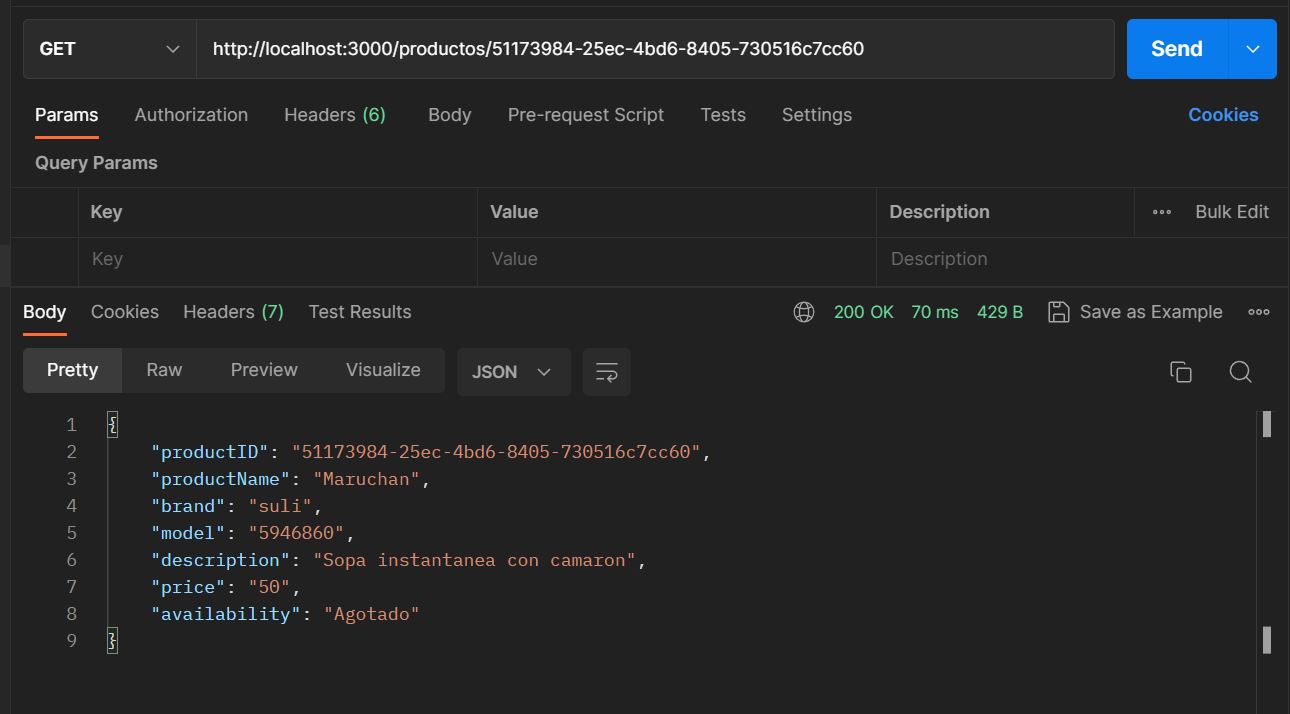 GET http://localhost:3000/productos/51173984-25ec-4bd6-8405-730516c7cc60 Send
Params Authorization Headers (6) Body Pre-request Script Tests Settings Cookies
Query Params
Key Value Description Bulk Edit
Key Value Description
Body Cookies Headers (7) Test Results 200 OK 70 ms 429 B Save as Example
Pretty Raw Preview Visualize JSON
1 {
2 "productID": "51173984-25ec-4bd6-8405-730516c7cc60",
3 "productName": "Maruchan",
4 "brand": "suli",
5 "model": "5946860",
6 "description": "Sopa instantanea con camaron",
7 "price": "50",
8 "availability": "Agotado"
9 }